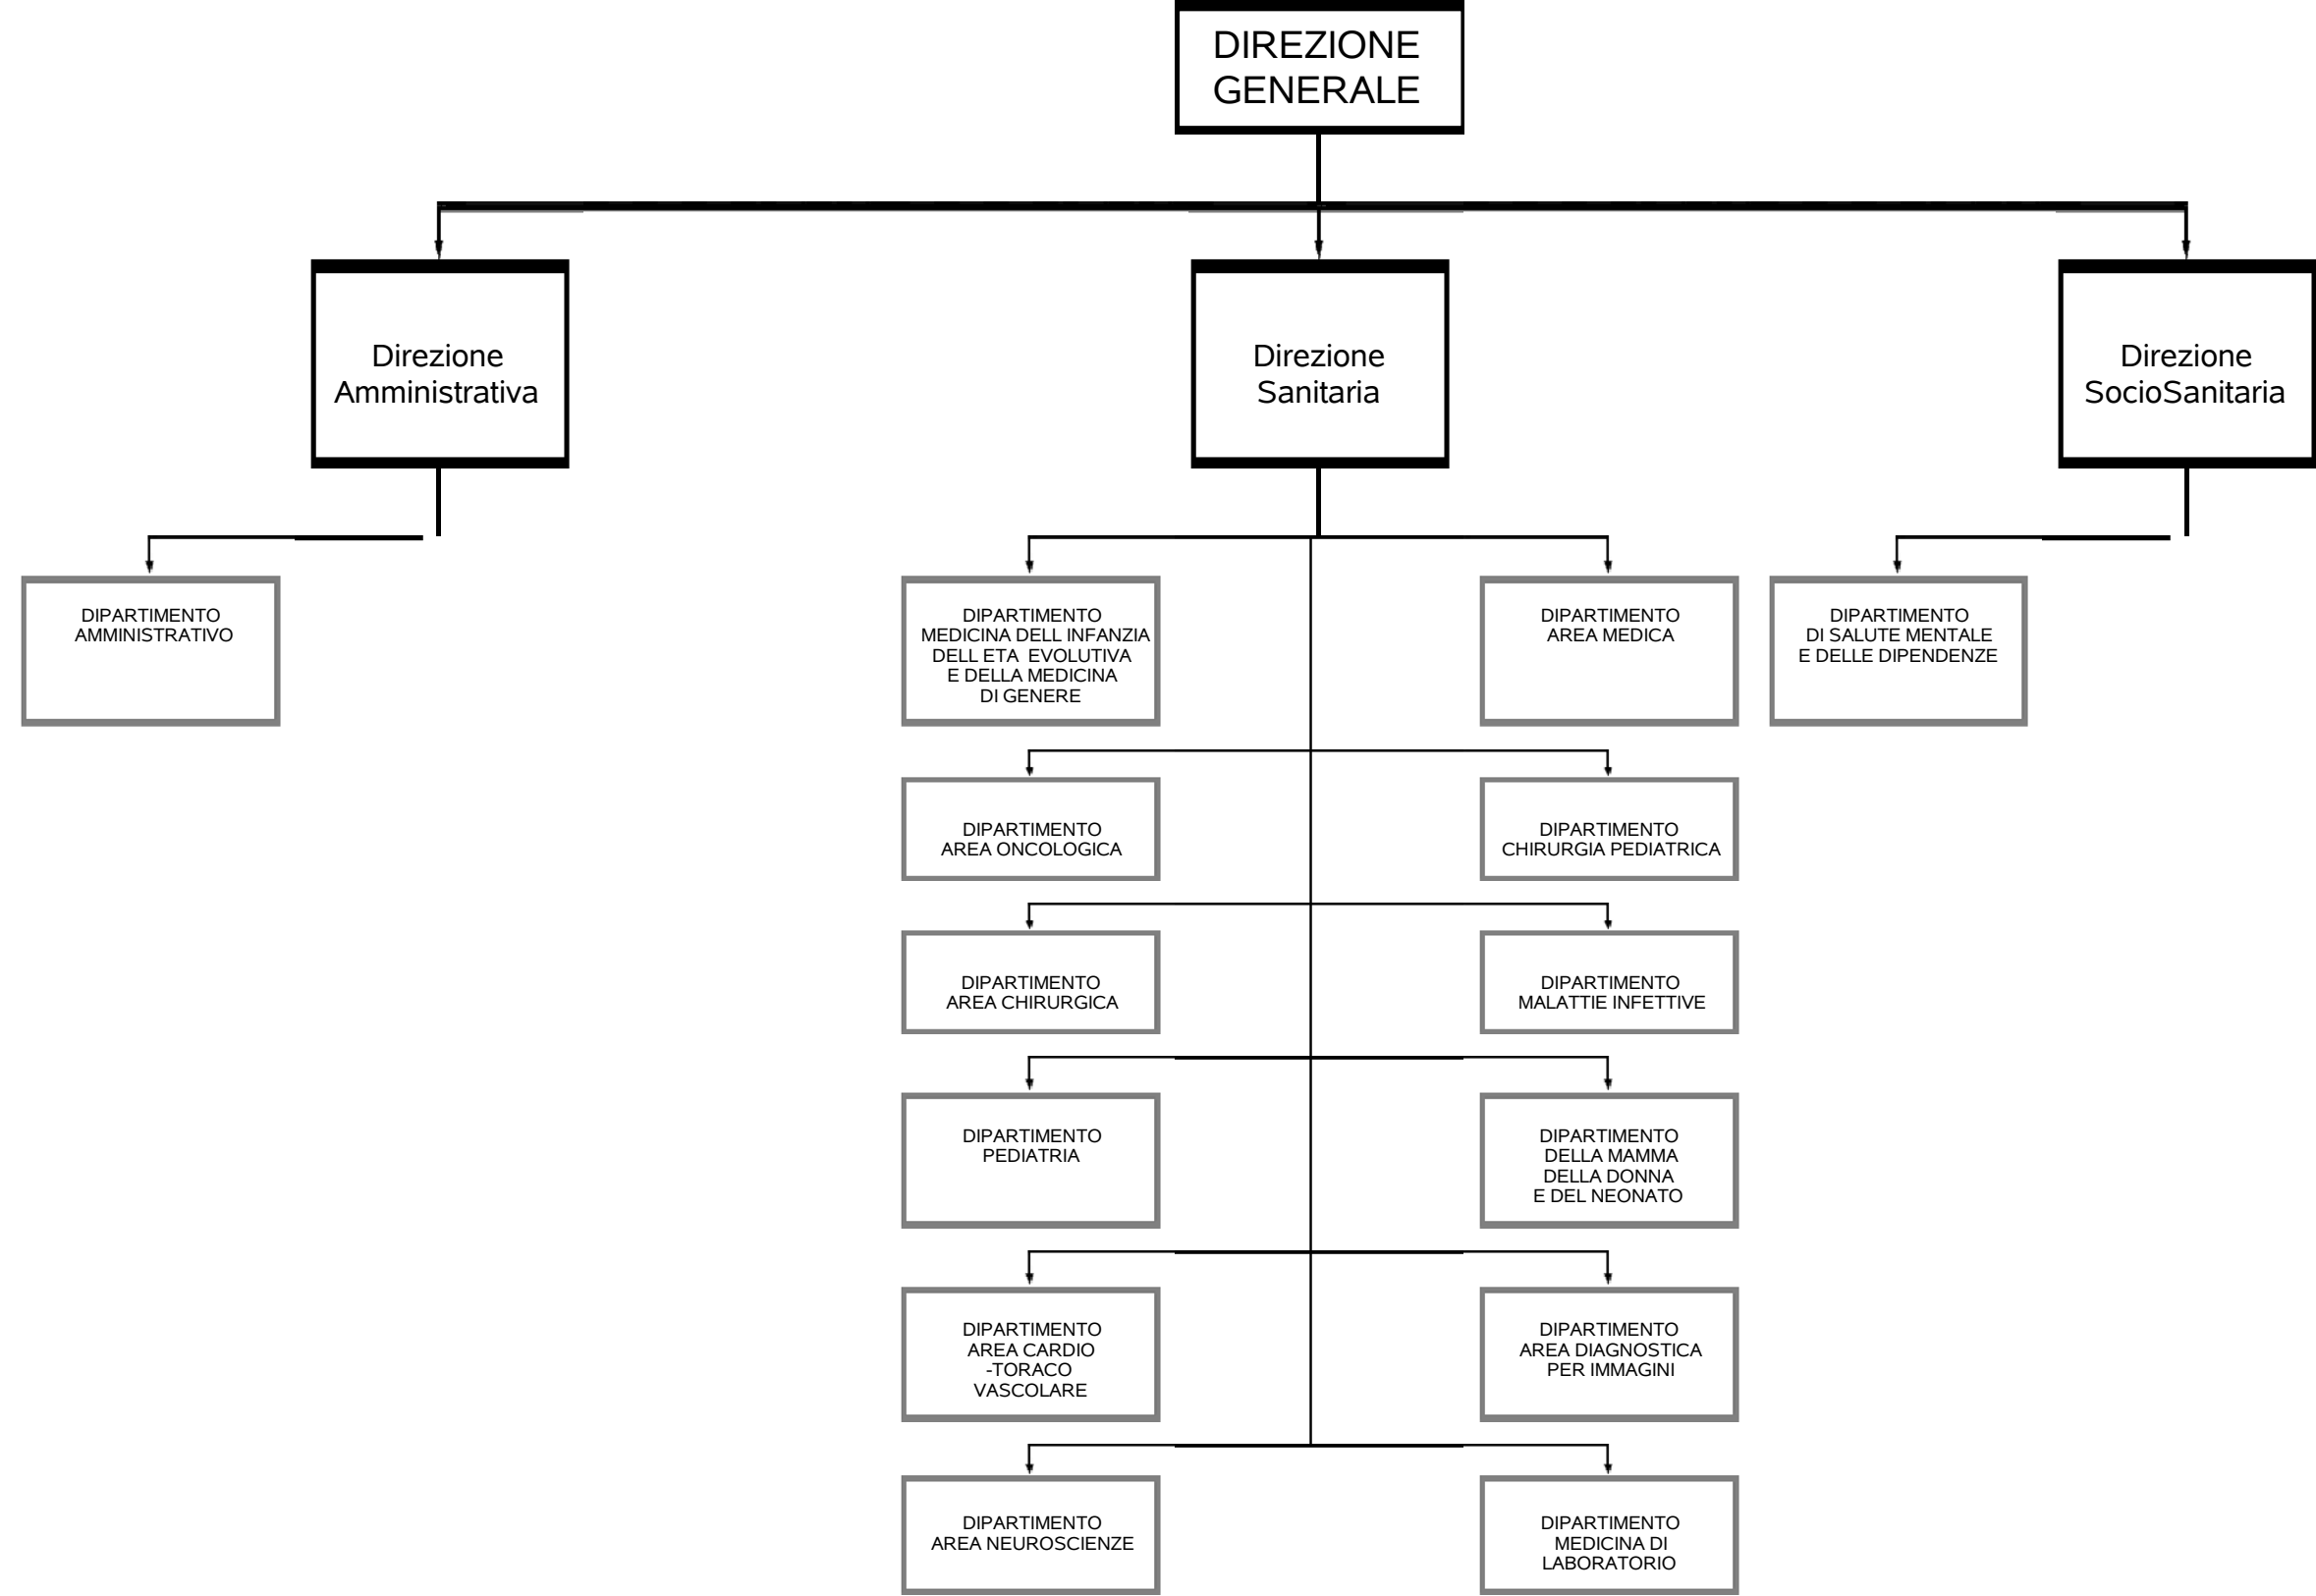 DIREZIONE
GENERALE
Direzione
Amministrativa
Direzione
Sanitaria
Direzione
SocioSanitaria
DIPARTIMENTO
AMMINISTRATIVO
DIPARTIMENTO
MEDICINA DELL INFANZIA
DELL ETA  EVOLUTIVA
E DELLA MEDICINA
DI GENERE
DIPARTIMENTO
AREA MEDICA
DIPARTIMENTO
DI SALUTE MENTALE
E DELLE DIPENDENZE
DIPARTIMENTO
AREA ONCOLOGICA
DIPARTIMENTO
CHIRURGIA PEDIATRICA
DIPARTIMENTO
AREA CHIRURGICA
DIPARTIMENTO
MALATTIE INFETTIVE
DIPARTIMENTO
PEDIATRIA
DIPARTIMENTO
DELLA MAMMA
DELLA DONNA
E DEL NEONATO
DIPARTIMENTO
AREA CARDIO
-TORACO
VASCOLARE
DIPARTIMENTO
AREA DIAGNOSTICA
PER IMMAGINI
DIPARTIMENTO
AREA NEUROSCIENZE
DIPARTIMENTO
MEDICINA DI
LABORATORIO